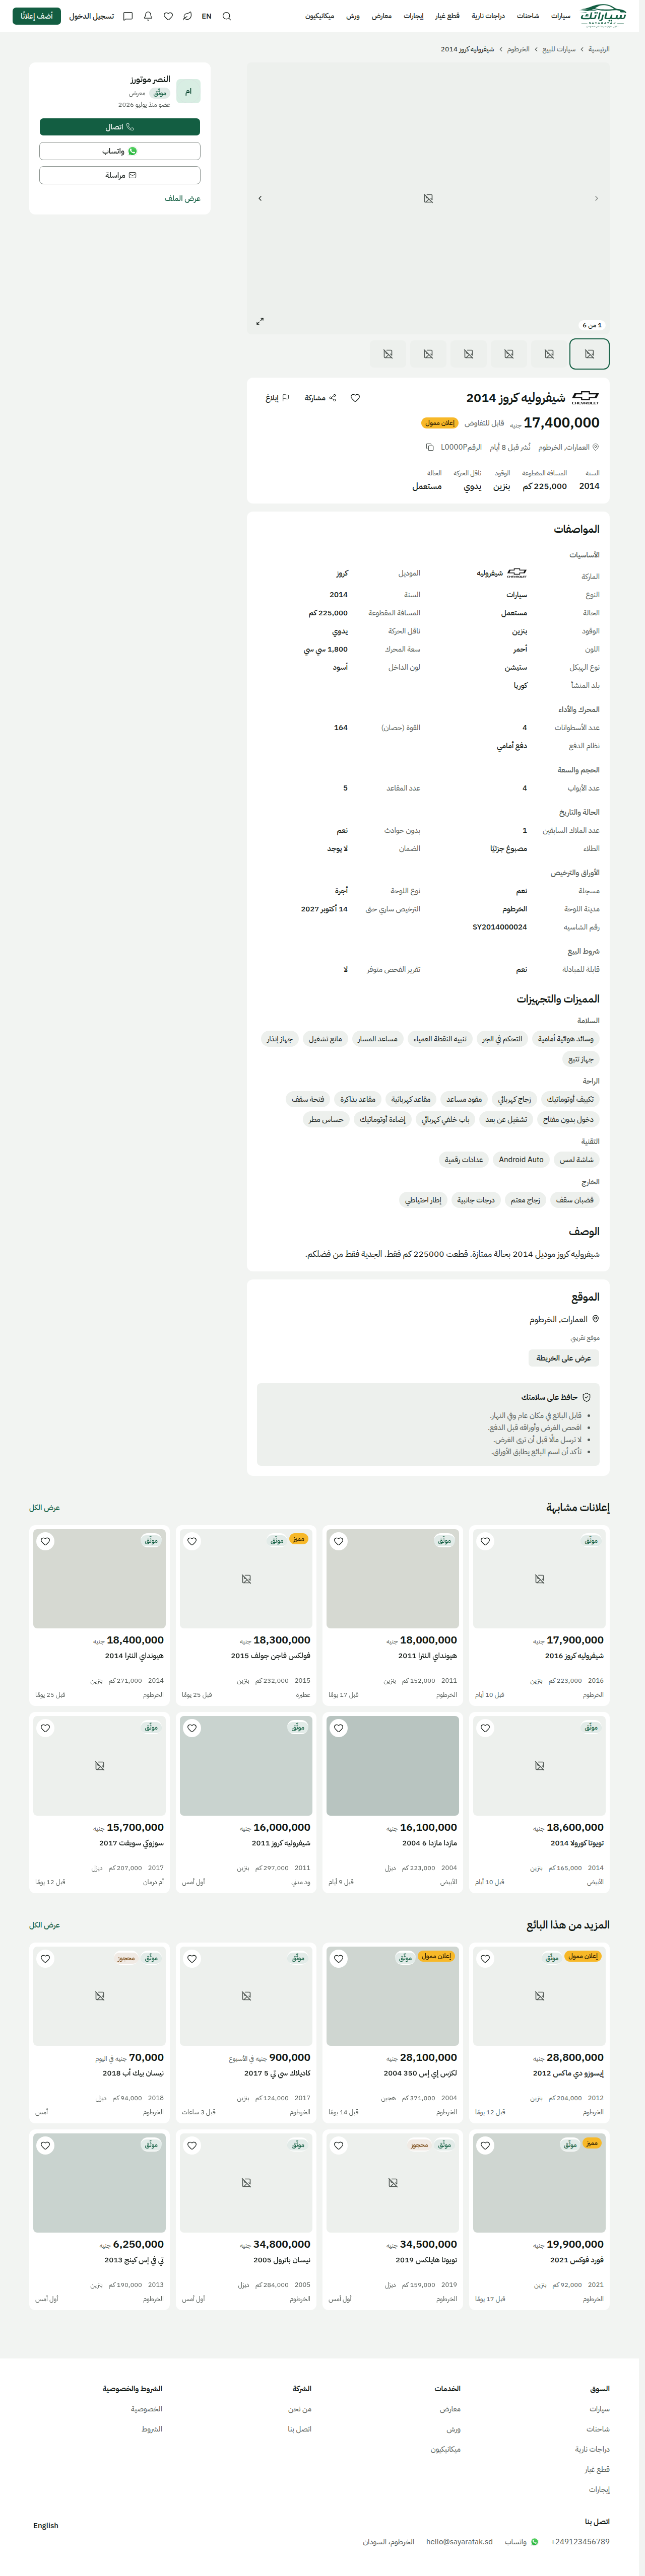 سياراتك
SAYARATAK
سيارات
شاحنات
دراجات نارية
قطع غيار
إيجارات
معارض
ورش
ميكانيكيون
EN
تسجيل الدخول
أضف إعلانًا
الرئيسية › سيارات للبيع › الخرطوم › شيفروليه كروز 2014
ام
النصر موتورز
موثّق
معرض
عضو منذ يوليو 2026
اتصال
واتساب
مراسلة
عرض الملف
1 من 6
CHEVROLET
شيفروليه كروز 2014
مشاركة
إبلاغ
17,400,000 جنيه
قابل للتفاوض
إعلان ممول
العمارات, الخرطوم
نُشر قبل 8 أيام
الرقم L0000P
السنة
2014
المسافة المقطوعة
225,000 كم
الوقود
بنزين
ناقل الحركة
يدوي
الحالة
مستعمل
المواصفات
الأساسيات
الماركة شيفروليه
الموديل كروز
النوع سيارات
السنة 2014
الحالة مستعمل
المسافة المقطوعة 225,000 كم
الوقود بنزين
ناقل الحركة يدوي
اللون أحمر
سعة المحرك 1,800 سي سي
نوع الهيكل ستيشن
لون الداخل أسود
بلد المنشأ كوريا
المحرك والأداء
عدد الأسطوانات 4
القوة (حصان) 164
نظام الدفع دفع أمامي
الحجم والسعة
عدد الأبواب 4
عدد المقاعد 5
الحالة والتاريخ
عدد الملاك السابقين 1
بدون حوادث نعم
الطلاء مصبوغ جزئيًا
الضمان لا يوجد
الأوراق والترخيص
مسجلة نعم
نوع اللوحة أجرة
مدينة اللوحة الخرطوم
الترخيص ساري حتى 14 أكتوبر 2027
رقم الشاسيه SY2014000024
شروط البيع
قابلة للمبادلة نعم
تقرير الفحص متوفر لا
المميزات والتجهيزات
السلامة
وسائد هوائية أمامية
التحكم في الجر
تنبيه النقطة العمياء
مساعد المسار
مانع تشغيل
جهاز إنذار
جهاز تتبع
الراحة
تكييف أوتوماتيك
زجاج كهربائي
مقود مساعد
مقاعد كهربائية
مقاعد بذاكرة
فتحة سقف
دخول بدون مفتاح
تشغيل عن بعد
باب خلفي كهربائي
إضاءة أوتوماتيك
حساس مطر
التقنية
شاشة لمس
Android Auto
عدادات رقمية
الخارج
قضبان سقف
زجاج معتم
درجات جانبية
إطار احتياطي
الوصف
شيفروليه كروز موديل 2014 بحالة ممتازة. قطعت 225000 كم فقط. الجدية فقط من فضلكم.
الموقع
العمارات, الخرطوم
موقع تقريبي
عرض على الخريطة
حافظ على سلامتك
قابل البائع في مكان عام وفي النهار.
افحص الغرض وأوراقه قبل الدفع.
لا ترسل مالًا قبل أن ترى الغرض.
تأكد أن اسم البائع يطابق الأوراق.
إعلانات مشابهة
عرض الكل
موثّق
17,900,000 جنيه
شيفروليه كروز 2016
2016 223,000 كم بنزين
الخرطوم قبل 10 أيام
موثّق
18,000,000 جنيه
هيونداي النترا 2011
2011 152,000 كم بنزين
الخرطوم قبل 17 يومًا
مميز
موثّق
18,300,000 جنيه
فولكس فاجن جولف 2015
2015 232,000 كم بنزين
عطبرة قبل 25 يومًا
موثّق
18,400,000 جنيه
هيونداي النترا 2014
2014 271,000 كم بنزين
الخرطوم قبل 25 يومًا
موثّق
18,600,000 جنيه
تويوتا كورولا 2014
2014 165,000 كم بنزين
الأبيض قبل 10 أيام
16,100,000 جنيه
مازدا مازدا 6 2004
2004 223,000 كم ديزل
الأبيض قبل 9 أيام
موثّق
16,000,000 جنيه
شيفروليه كروز 2011
2011 297,000 كم بنزين
ود مدني أول أمس
موثّق
15,700,000 جنيه
سوزوكي سويفت 2017
2017 207,000 كم ديزل
أم درمان قبل 12 يومًا
المزيد من هذا البائع
عرض الكل
إعلان ممول
موثّق
28,800,000 جنيه
إيسوزو دي ماكس 2012
2012 204,000 كم بنزين
الخرطوم قبل 12 يومًا
إعلان ممول
موثّق
28,100,000 جنيه
لكزس إي إس 350 2004
2004 371,000 كم هجين
الخرطوم قبل 14 يومًا
موثّق
900,000 جنيه في الأسبوع
كاديلاك سي تي 5 2017
2017 124,000 كم بنزين
الخرطوم قبل 3 ساعات
موثّق
محجوز
70,000 جنيه في اليوم
نيسان بيك أب 2018
2018 94,000 كم ديزل
الخرطوم أمس
مميز
موثّق
19,900,000 جنيه
فورد فوكس 2021
2021 92,000 كم بنزين
الخرطوم قبل 17 يومًا
موثّق
محجوز
34,500,000 جنيه
تويوتا هايلكس 2019
2019 159,000 كم ديزل
الخرطوم أول أمس
موثّق
34,800,000 جنيه
نيسان باترول 2005
2005 284,000 كم ديزل
الخرطوم أول أمس
موثّق
6,250,000 جنيه
تي في إس كينج 2013
2013 190,000 كم بنزين
الخرطوم أول أمس
السوق
سيارات
شاحنات
دراجات نارية
قطع غيار
إيجارات
الخدمات
معارض
ورش
ميكانيكيون
الشركة
من نحن
اتصل بنا
الشروط والخصوصية
الخصوصية
الشروط
اتصل بنا
+249123456789
واتساب
hello@sayaratak.sd
الخرطوم، السودان
English